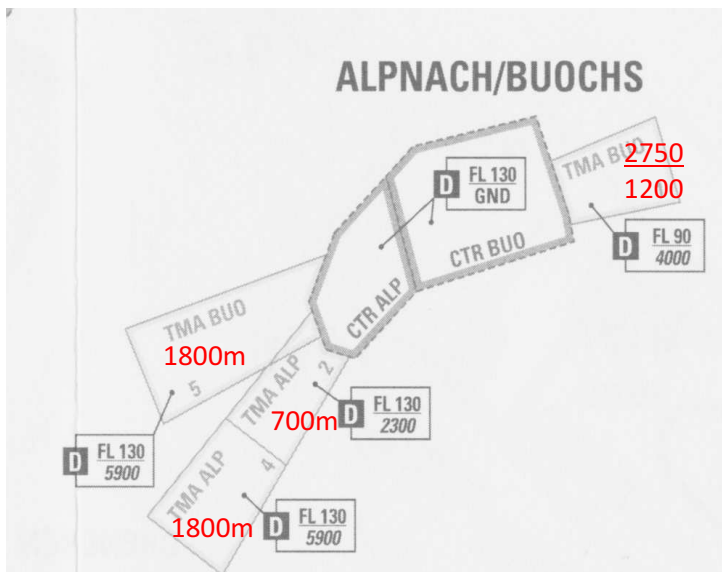 ALPNACH/BUOCHS
TMA BUO
2750
1200
D
FL 130
GND
CTR BUO
D
FL 90
4000
CTR ALP
TMA BUO
1800m
5
TMA ALP
2
700m
D
FL 130
2300
D
FL 130
5900
TMA ALP
4
1800m
D
FL 130
5900